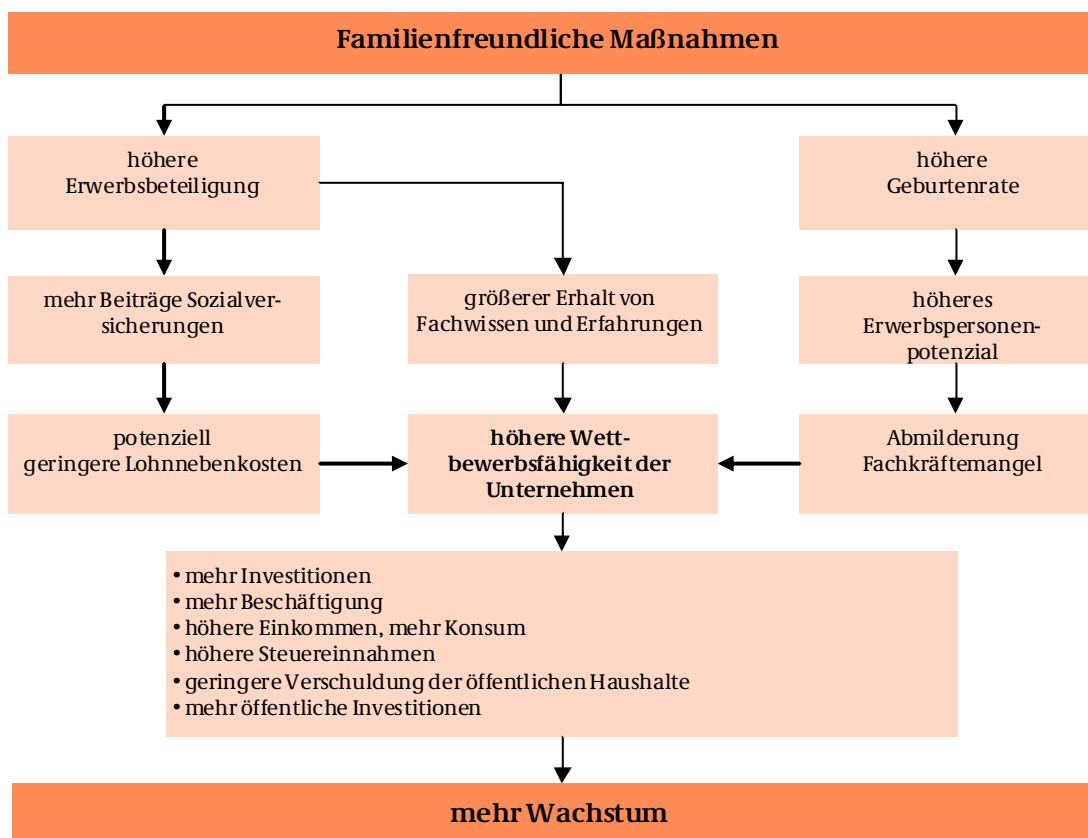 Familienfreundliche Maßnahmen
höhere
Erwerbsbeteiligung
höhere
Geburtenrate
mehr Beiträge Sozialver-
sicherungen
größerer Erhalt von
Fachwissen und Erfahrungen
höheres
Erwerbspersonen-
potenzial
potenziell
geringere Lohnnebenkosten
höhere Wett-
bewerbsfähigkeit der
Unternehmen
Abmilderung
Fachkräftemangel
• mehr Investitionen
• mehr Beschäftigung
• höhere Einkommen, mehr Konsum
• höhere Steuereinnahmen
• geringere Verschuldung der öffentlichen Haushalte
• mehr öffentliche Investitionen
mehr Wachstum